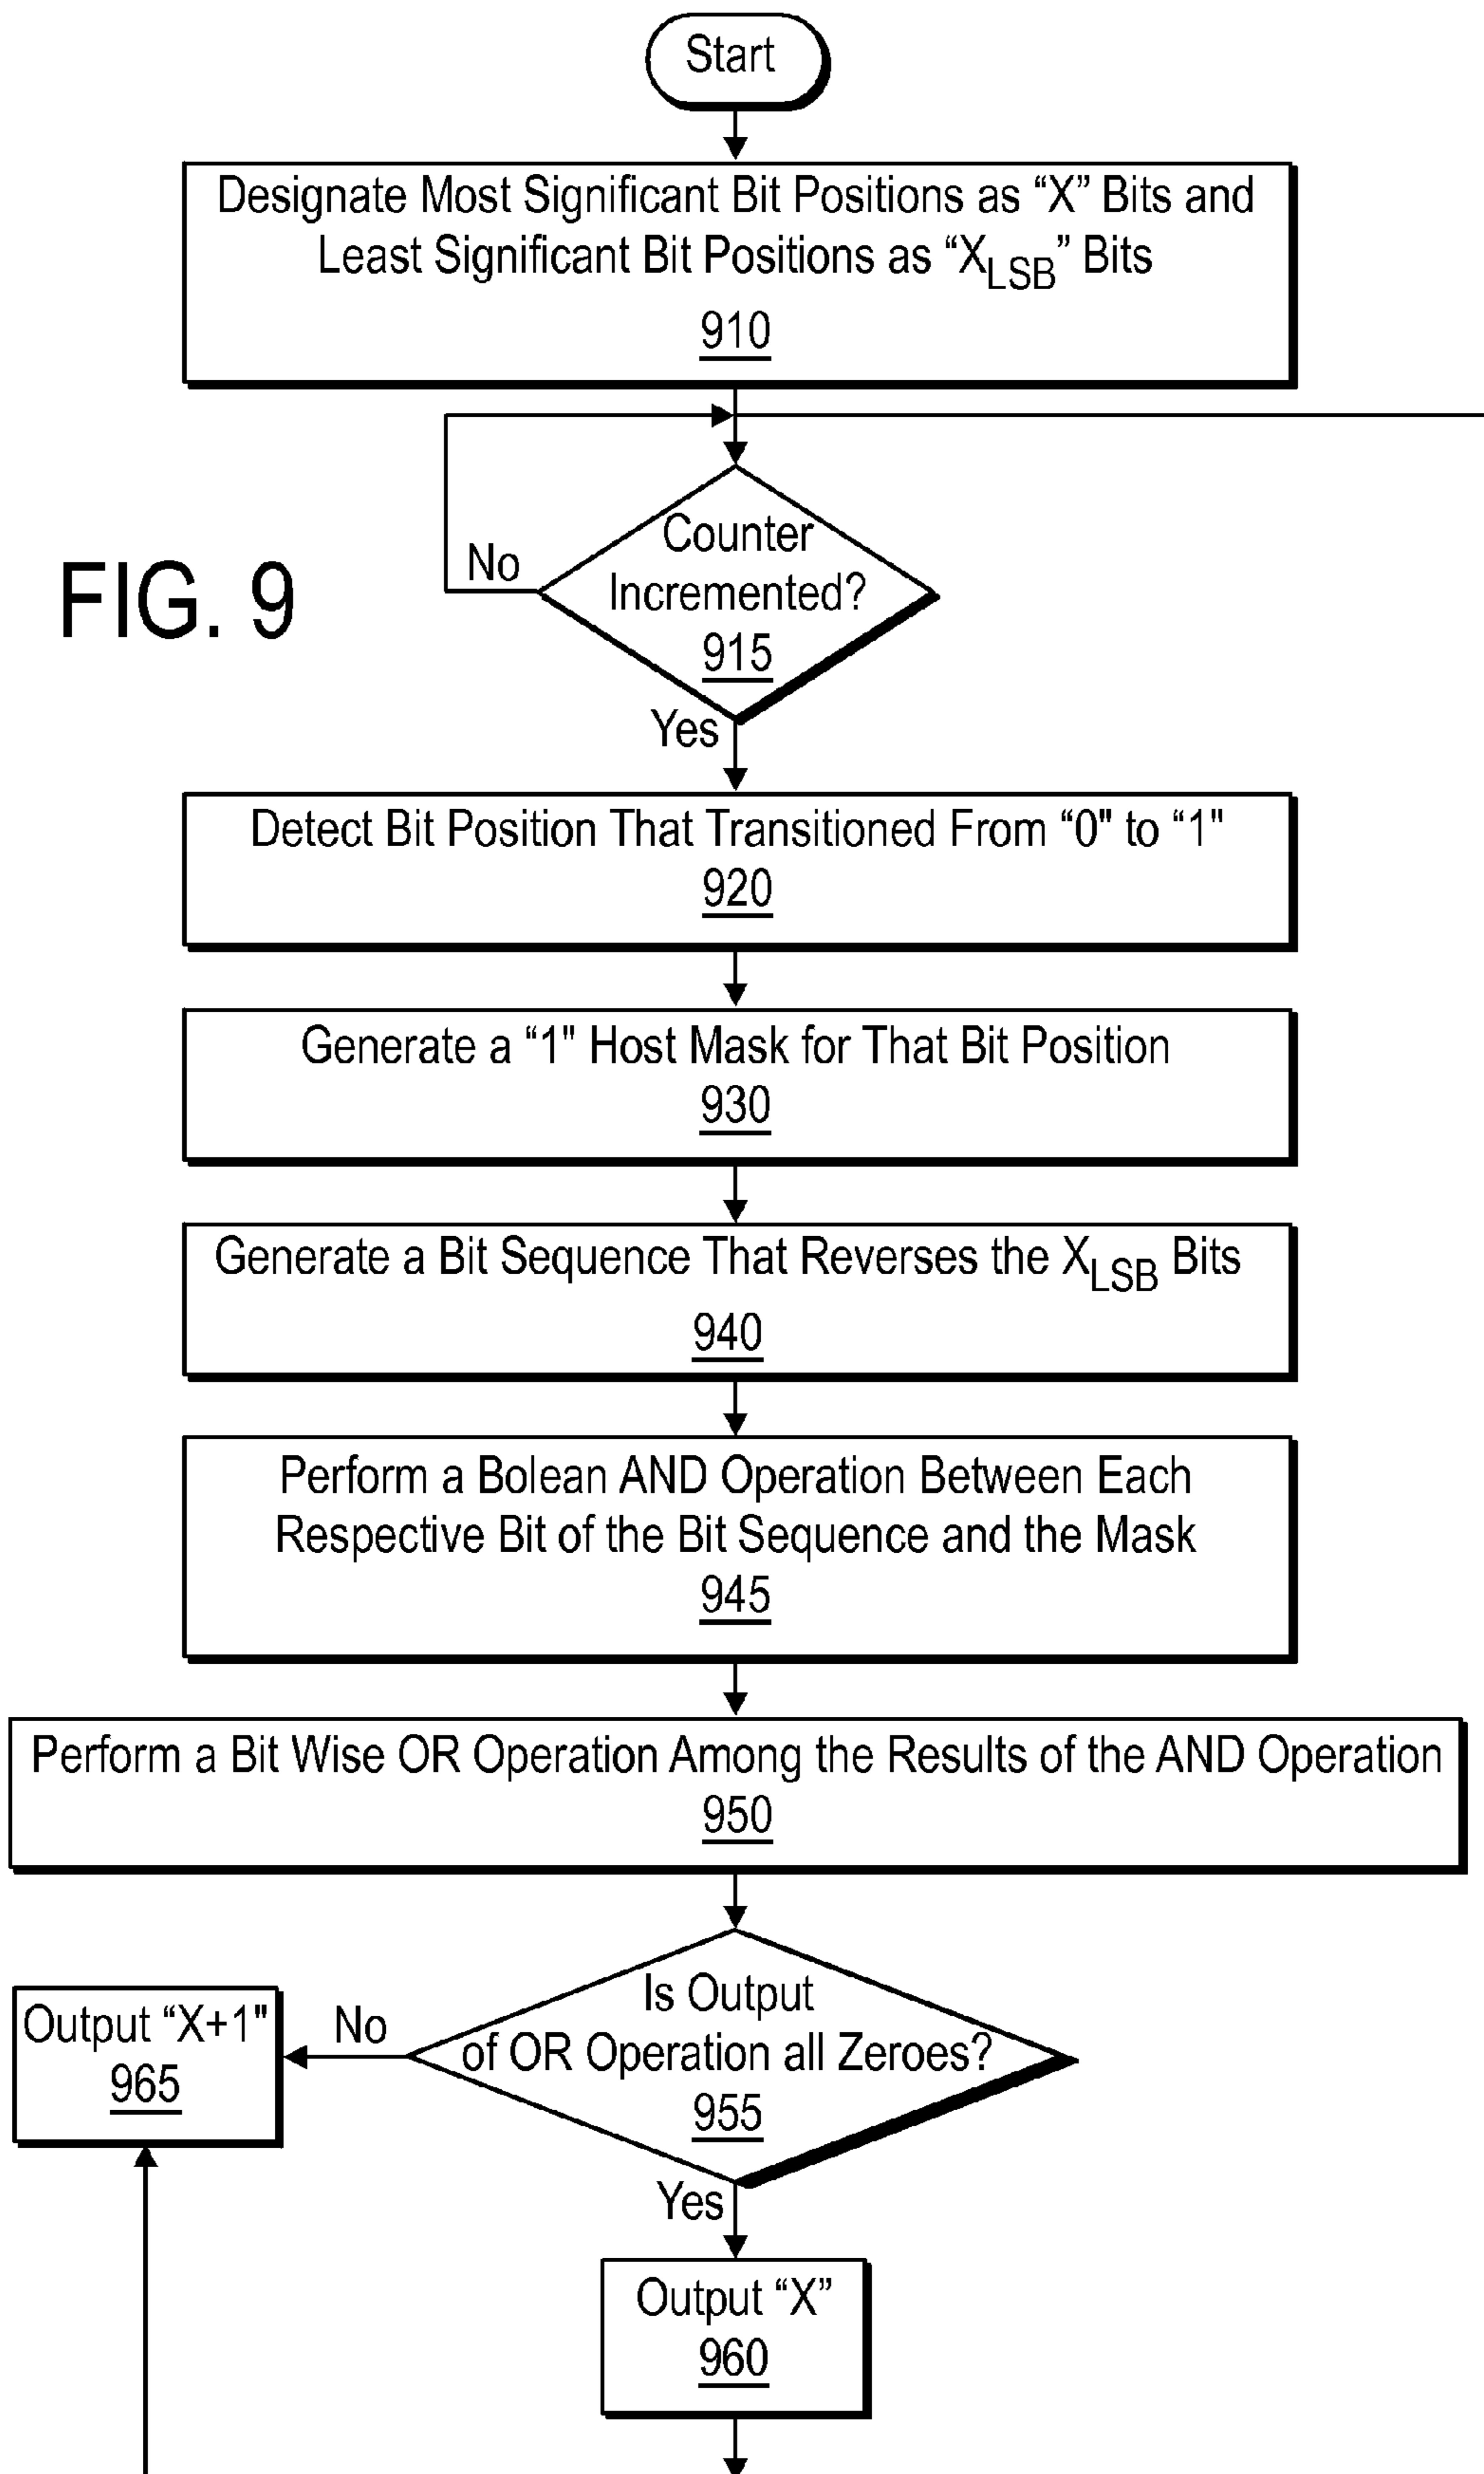 Start
Designate Most Significant Bit Positions as “X” Bits and
Least Significant Bit Positions as “XLSB” Bits
910
Counter
Incremented?
915
No
FIG. 9
Yes
Detect Bit Position That Transitioned From “0" to “1"
920
Generate a “1" Host Mask for That Bit Position
930
Generate a Bit Sequence That Reverses the XLSB Bits
940
Perform a Bolean AND Operation Between Each
Respective Bit of the Bit Sequence and the Mask
945
Perform a Bit Wise OR Operation Among the Results of the AND Operation
950
Is Output
of OR Operation all Zeroes?
955
No
Output “X+1"
965
Yes
Output “X”
960